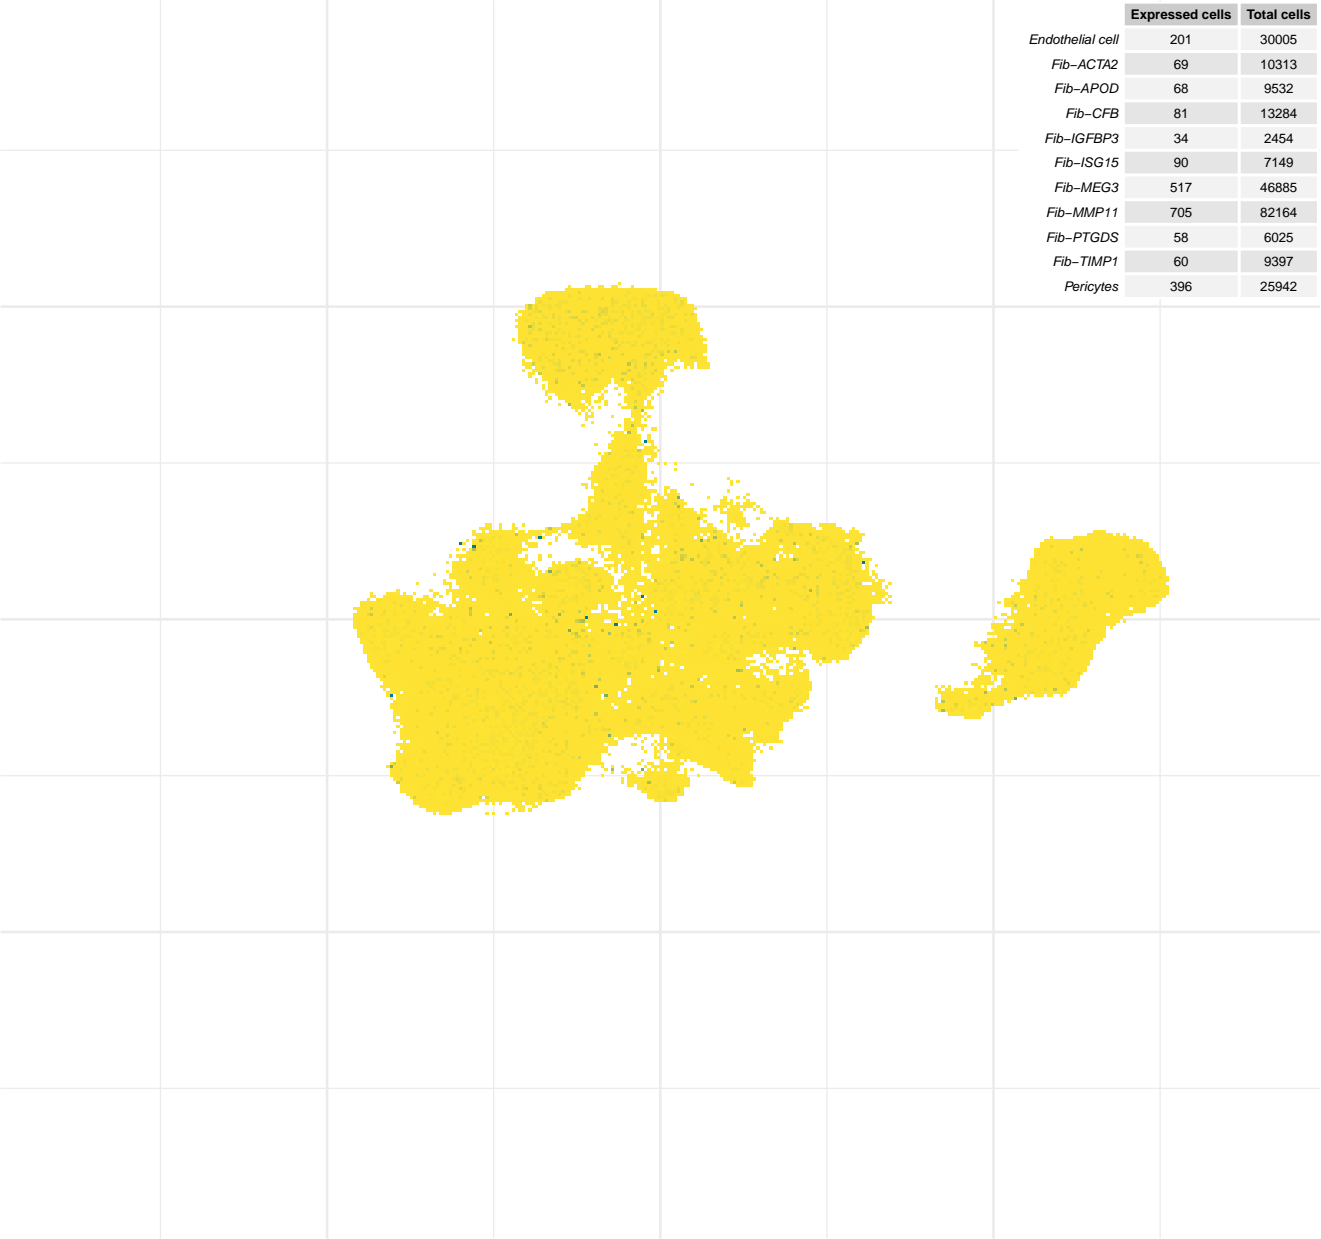 Expressed cells Total cells
Endothelial cell 201 30005
Fib−ACTA2 69 10313
Fib−APOD 68 9532
Fib−CFB 81 13284
Fib−IGFBP3 34 2454
Fib−ISG15 90 7149
Fib−MEG3 517 46885
Fib−MMP11 705 82164
Fib−PTGDS 58 6025
Fib−TIMP1 60 9397
Pericytes 396 25942